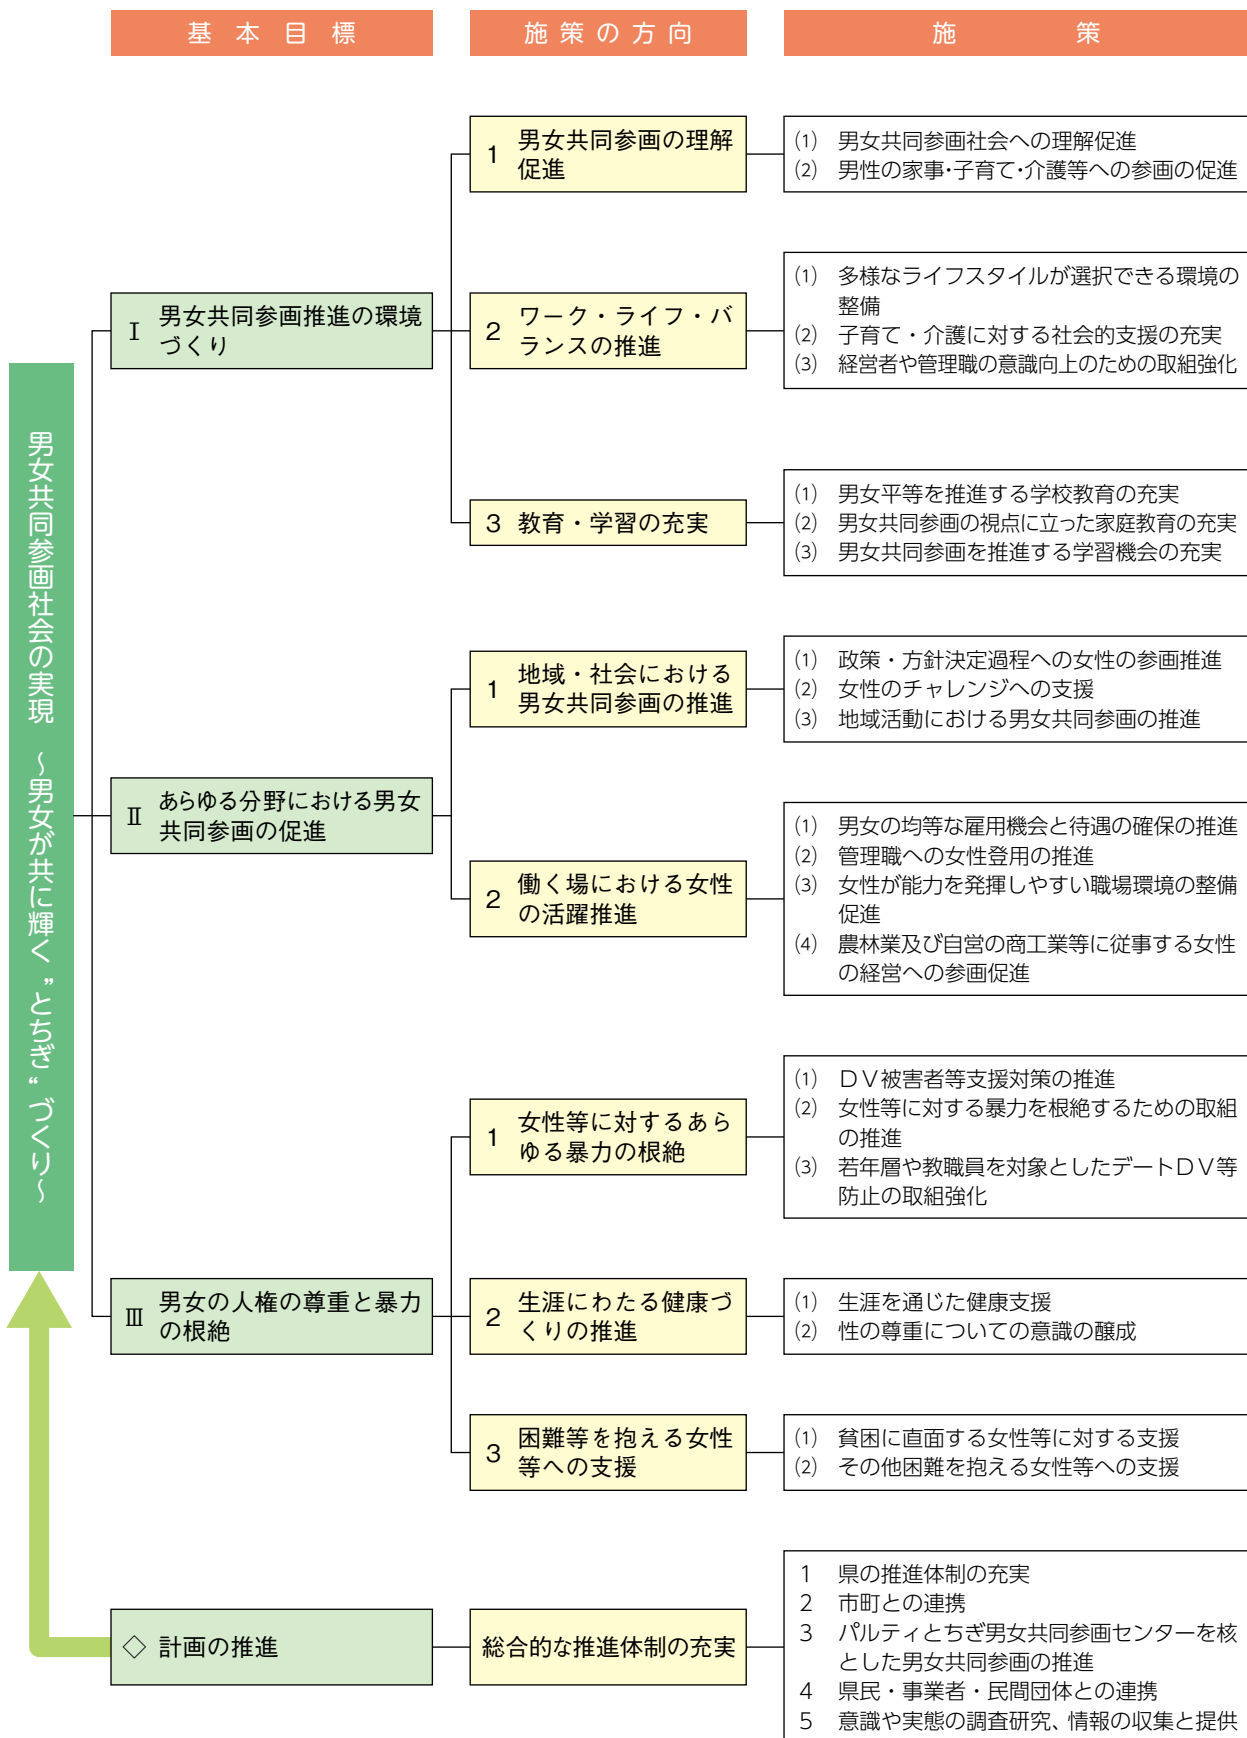 基本目標
施策の方向
施策
男女共同参画社会の実現 ～男女が共に輝く”とちぎ“づくり～
Ⅰ 男女共同参画推進の環境
づくり
1 男女共同参画の理解
促進
⑴ 男女共同参画社会への理解促進
⑵ 男性の家事・子育て・介護等への参画の促進
2 ワーク・ライフ・バ
ランスの推進
⑴ 多様なライフスタイルが選択できる環境の
整備
⑵ 子育て・介護に対する社会的支援の充実
⑶ 経営者や管理職の意識向上のための取組強化
3 教育・学習の充実
⑴ 男女平等を推進する学校教育の充実
⑵ 男女共同参画の視点に立った家庭教育の充実
⑶ 男女共同参画を推進する学習機会の充実
Ⅱ あらゆる分野における男女
共同参画の促進
1 地域・社会における
男女共同参画の推進
⑴ 政策・方針決定過程への女性の参画推進
⑵ 女性のチャレンジへの支援
⑶ 地域活動における男女共同参画の推進
2 働く場における女性
の活躍推進
⑴ 男女の均等な雇用機会と待遇の確保の推進
⑵ 管理職への女性登用の推進
⑶ 女性が能力を発揮しやすい職場環境の整備
促進
⑷ 農林業及び自営の商工業等に従事する女性
の経営への参画促進
Ⅲ 男女の人権の尊重と暴力
の根絶
1 女性等に対するあら
ゆる暴力の根絶
⑴ ＤＶ被害者等支援対策の推進
⑵ 女性等に対する暴力を根絶するための取組
の推進
⑶ 若年層や教職員を対象としたデートＤＶ等
防止の取組強化
2 生涯にわたる健康づ
くりの推進
⑴ 生涯を通じた健康支援
⑵ 性の尊重についての意識の醸成
3 困難等を抱える女性
等への支援
⑴ 貧困に直面する女性等に対する支援
⑵ その他困難を抱える女性等への支援
◇ 計画の推進
総合的な推進体制の充実
1 県の推進体制の充実
2 市町との連携
3 パルティとちぎ男女共同参画センターを核
とした男女共同参画の推進
4 県民・事業者・民間団体との連携
5 意識や実態の調査研究、情報の収集と提供